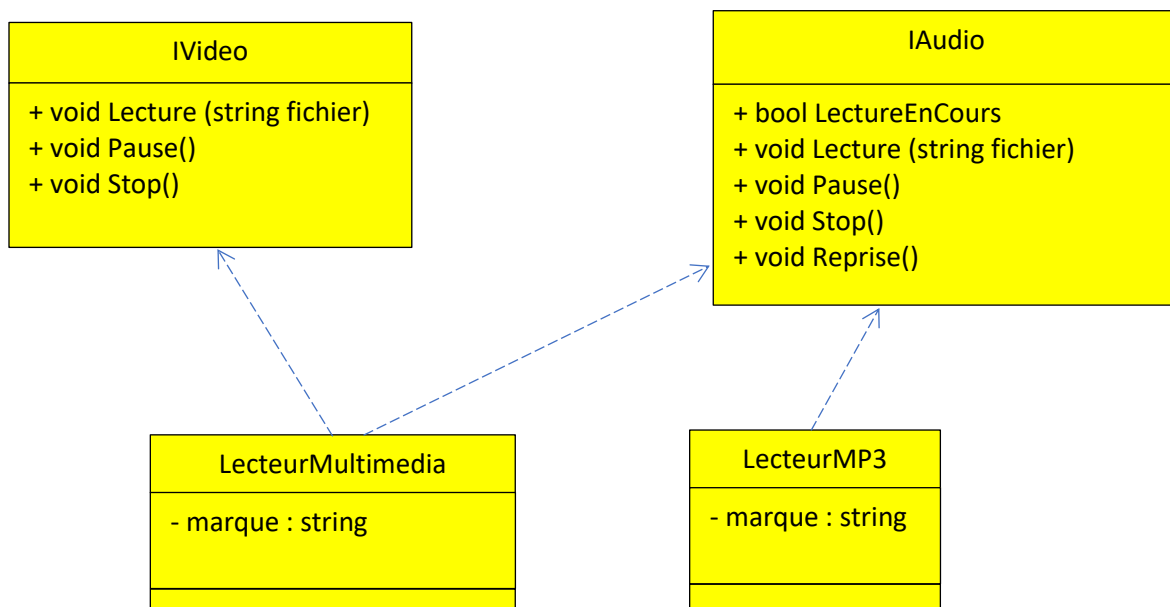 IVideo
+ void Lecture (string fichier)
+ void Pause()
+ void Stop()
IAudio
+ bool LectureEnCours
+ void Lecture (string fichier)
+ void Pause()
+ void Stop()
+ void Reprise()
LecteurMultimedia
- marque : string
LecteurMP3
- marque : string